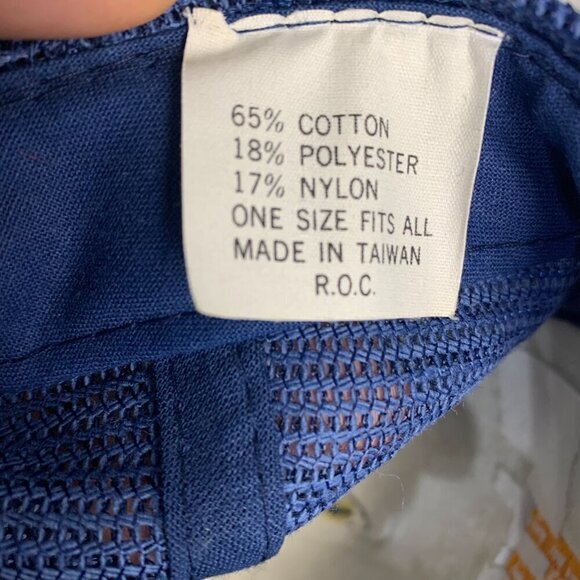 65% COTTON
18% POLYESTER
17% NYLON
ONE SIZE FITS ALL
MADE IN TAIWAN
R.O.C.